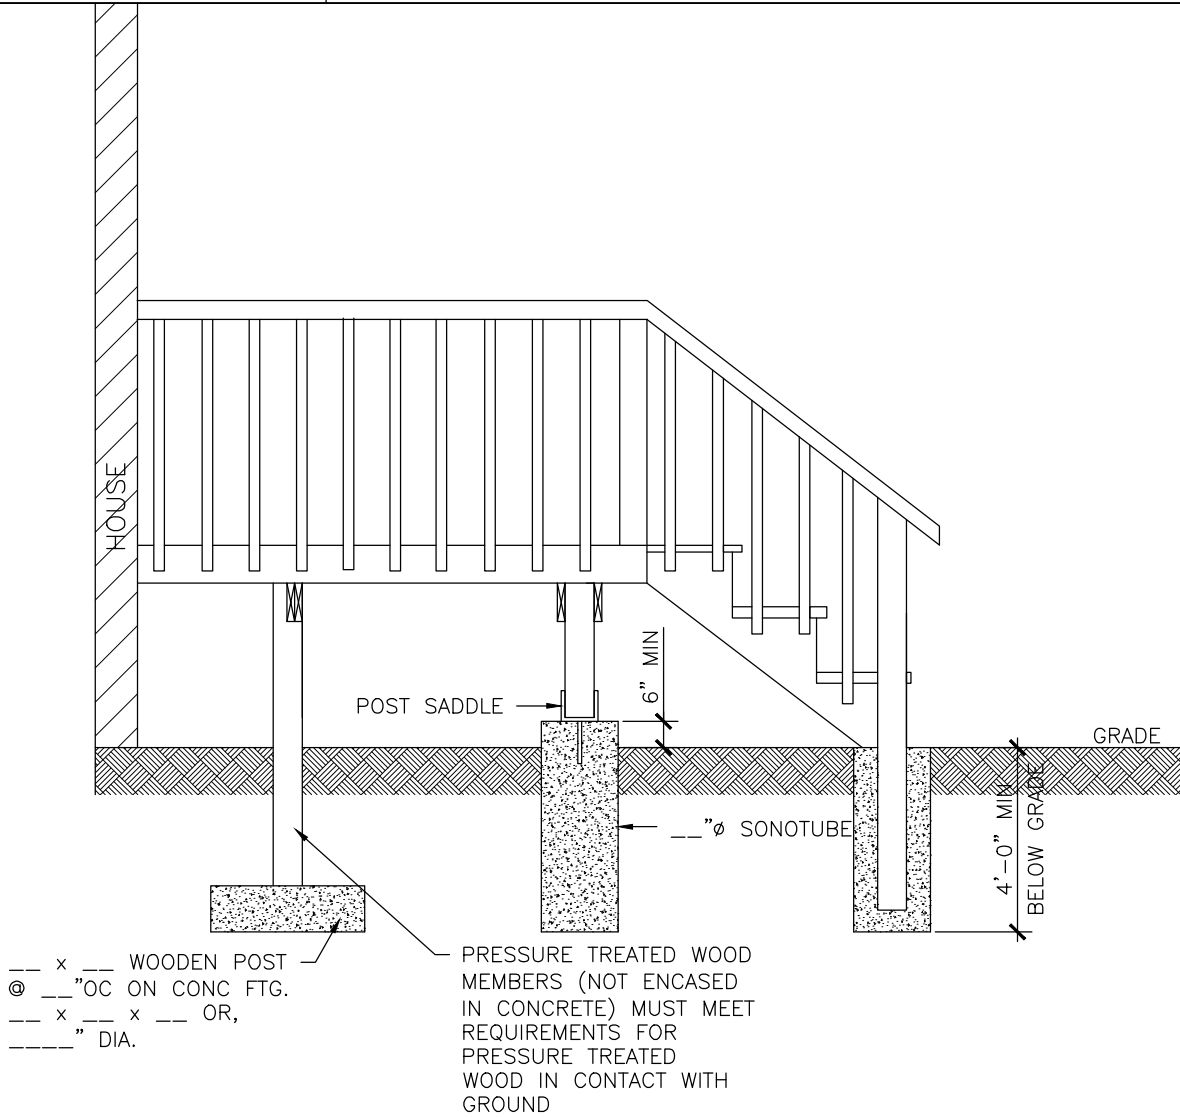 HOUSE
6" MIN
POST SADDLE
GRADE
__"ø SONOTUBE
4'-0" MIN
BELOW GRADE
__ x __ WOODEN POST
@ __"OC ON CONC FTG.
__ x __ x __ OR,
____" DIA.
PRESSURE TREATED WOOD
MEMBERS (NOT ENCASED
IN CONCRETE) MUST MEET
REQUIREMENTS FOR
PRESSURE TREATED
WOOD IN CONTACT WITH
GROUND